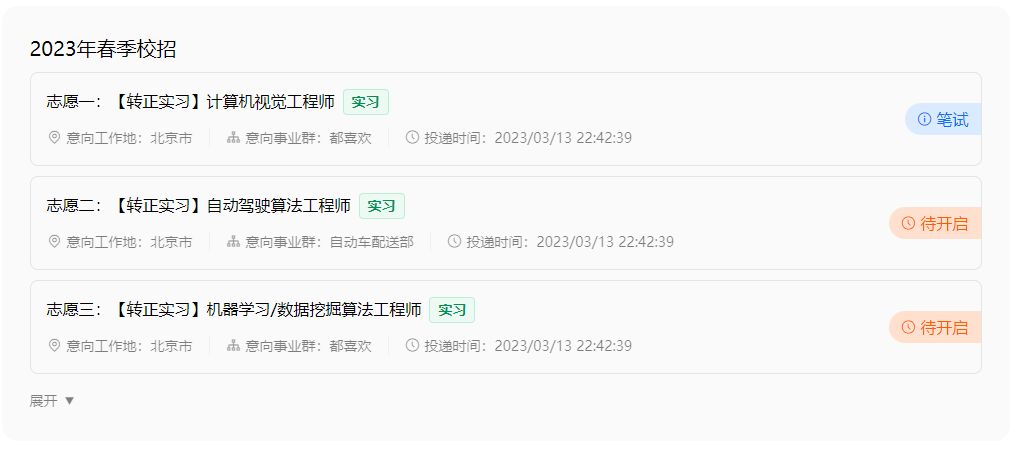 2023年春季校招
志愿一：【转正实习】计算机视觉工程师 实习
意向工作地：北京市 意向事业群：都喜欢 投递时间：2023/03/13 22:42:39
笔试
志愿二：【转正实习】自动驾驶算法工程师 实习
意向工作地：北京市 意向事业群：自动车配送部 投递时间：2023/03/13 22:42:39
待开启
志愿三：【转正实习】机器学习/数据挖掘算法工程师 实习
意向工作地：北京市 意向事业群：都喜欢 投递时间：2023/03/13 22:42:39
待开启
展开 ▼